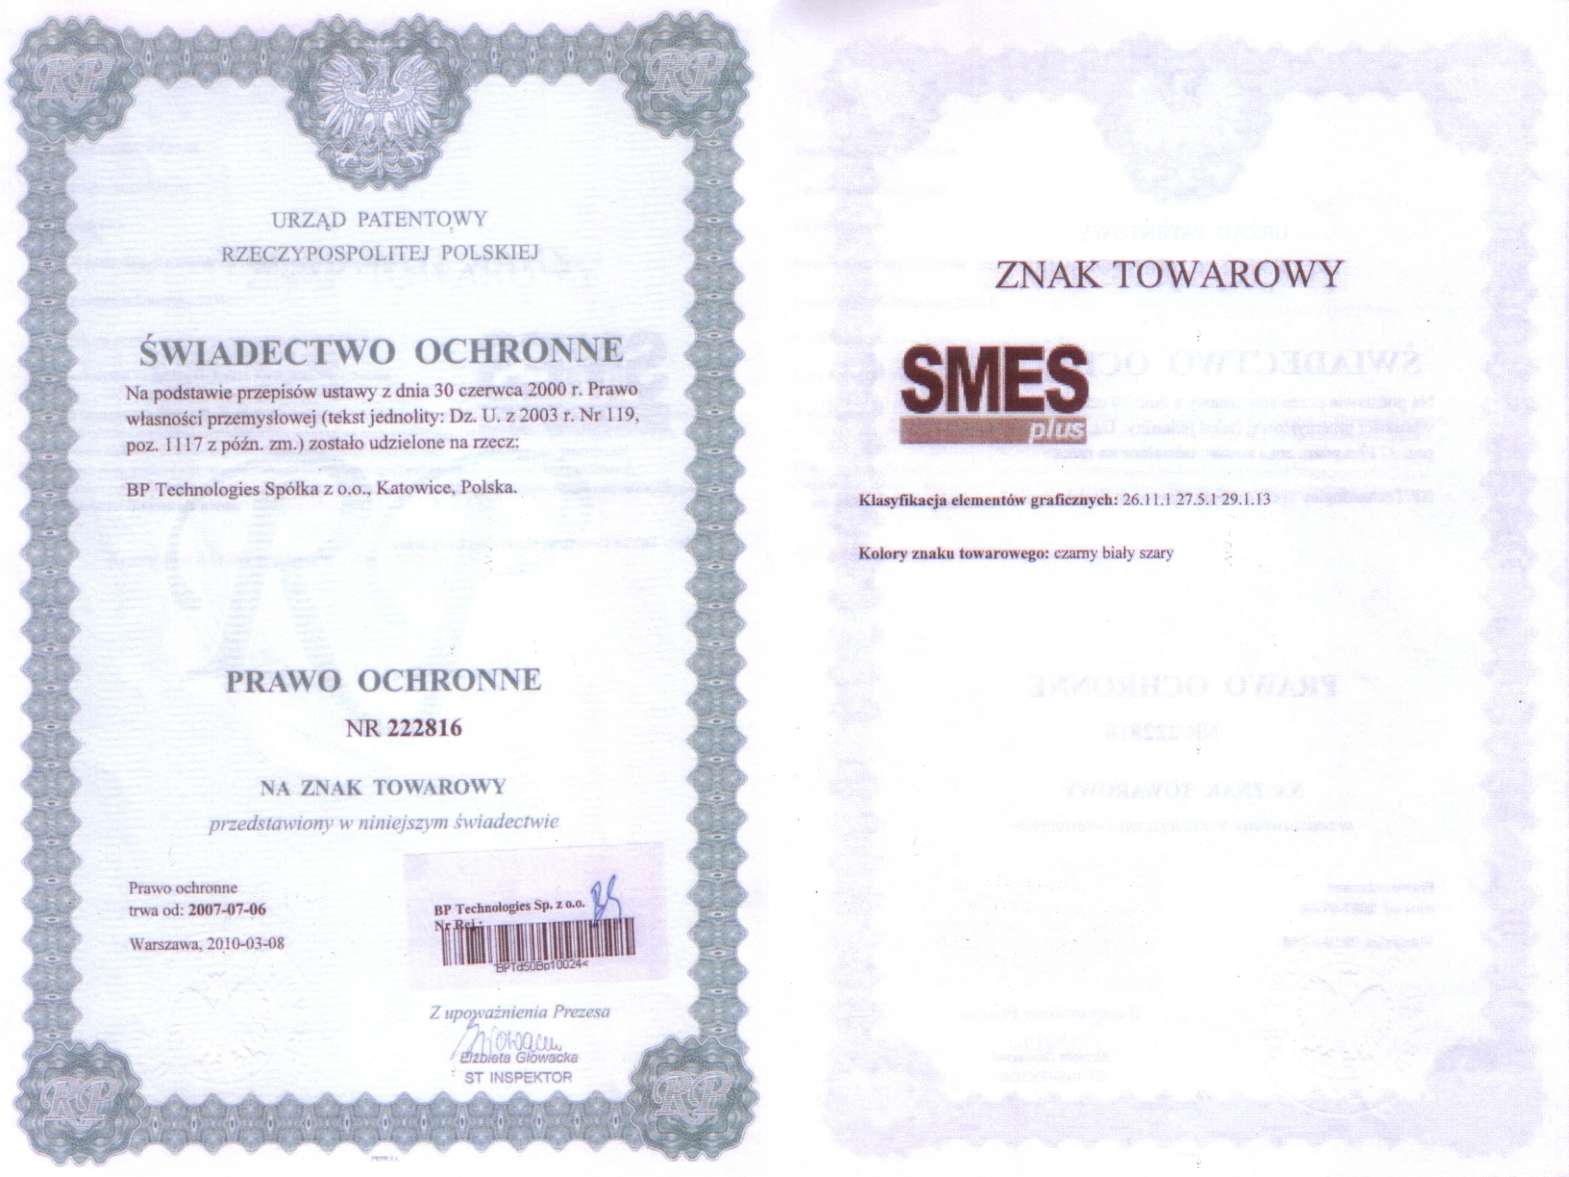 RP
RP
URZĄD PATENTOWY
RZECZYPOSPOLITEJ POLSKIEJ
ŚWIADECTWO OCHRONNE
Na podstawie przepisów ustawy z dnia 30 czerwca 2000 r. Prawo
własności przemysłowej (tekst jednolity: Dz. U. z 2003 r. Nr 119,
poz. 1117 z późn. zm.) zostało udzielone na rzecz:
BP Technologies Spółka z o.o., Katowice, Polska.
PRAWO OCHRONNE
NR 222816
NA ZNAK TOWAROWY
przedstawiony w niniejszym świadectwie
Prawo ochronne
trwa od: 2007-07-06
Warszawa, 2010-03-08
BP Technologies Sp. z o.o.
Nr Rej.:
Z upoważnienia Prezesa
Elżbieta Głowacka
ST INSPEKTOR
RP
RP
ZNAK TOWAROWY
SMES
plus
Klasyfikacja elementów graficznych: 26.11.1 27.5.1 29.1.13
Kolory znaku towarowego: czarny biały szary